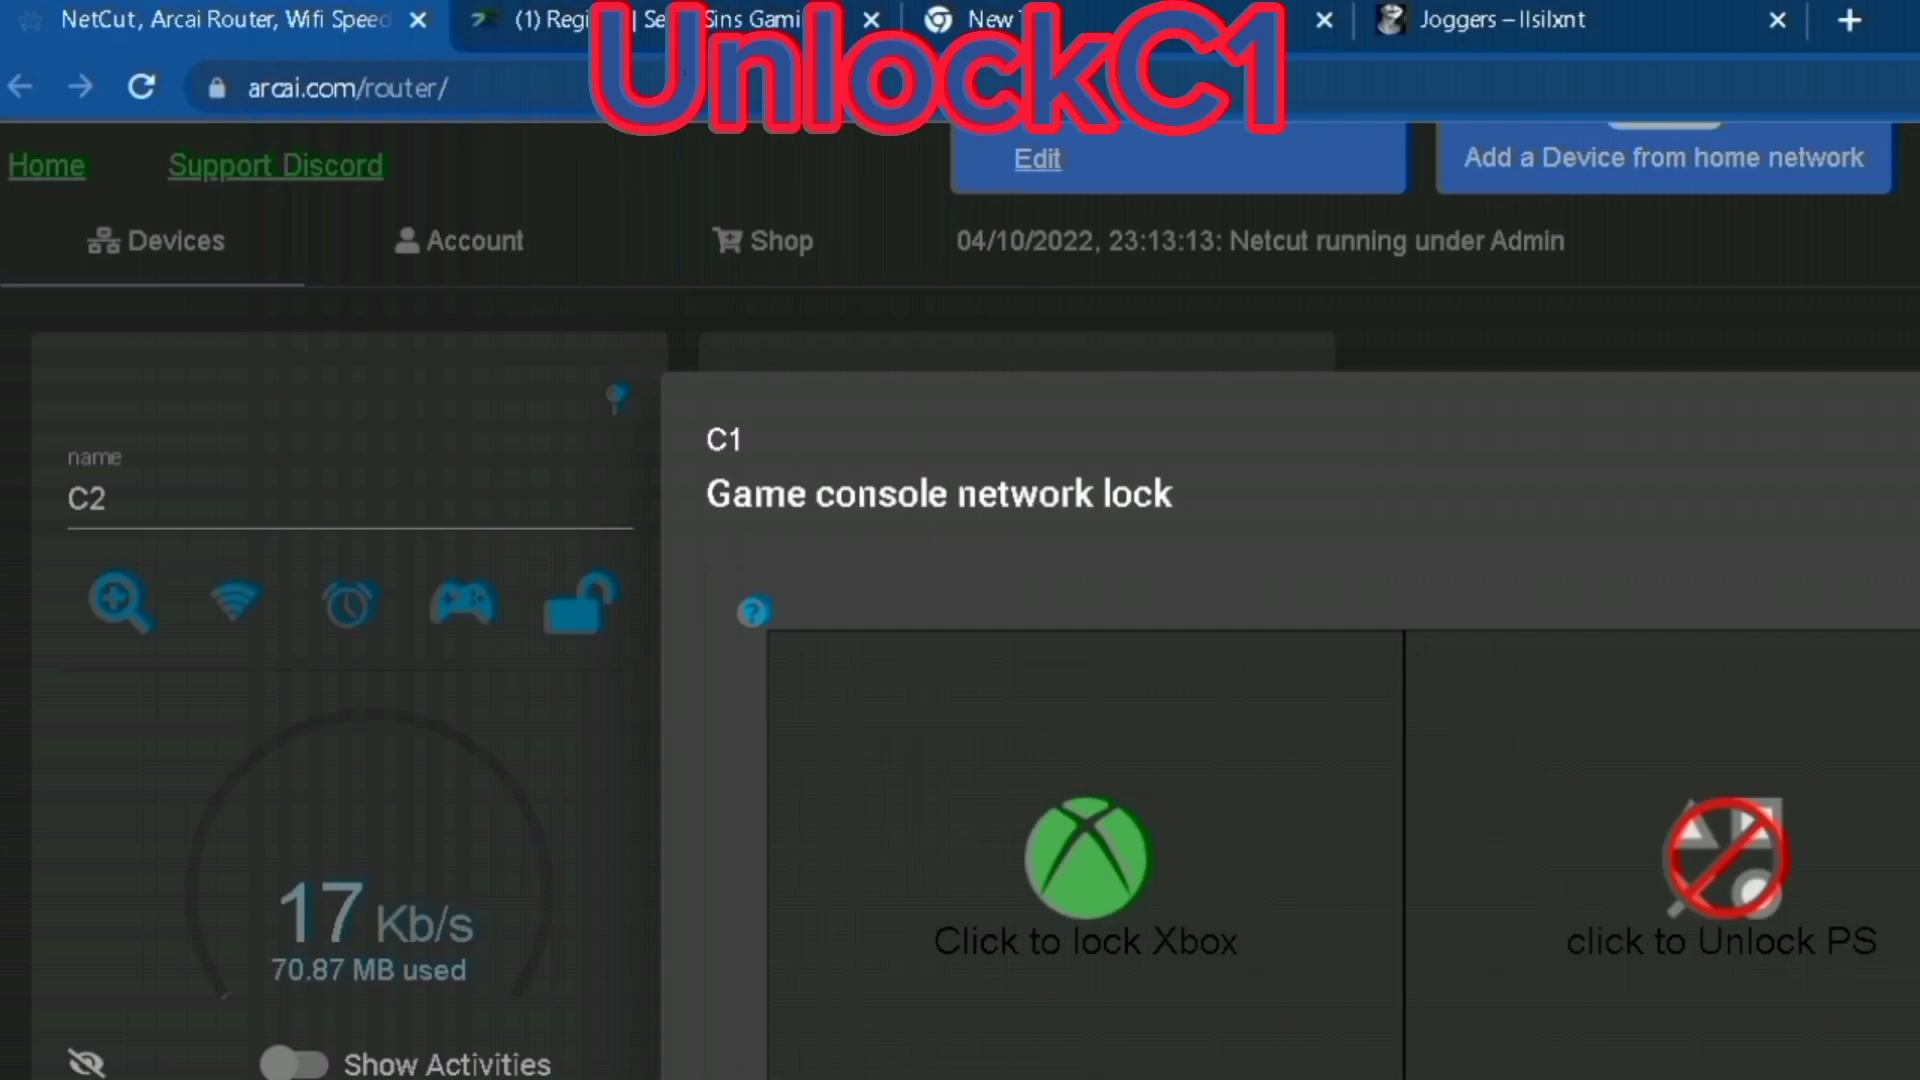 NetCut, Arcai Router, Wifi Speed
(1) Regi
Sins Gami
New
Joggers – llsilxnt
UnlockC1
arcai.com/router/
Home
Support Discord
Edit
Add a Device from home network
Devices
Account
Shop
04/10/2022, 23:13:13: Netcut running under Admin
name
C2
C1
Game console network lock
?
17 Kb/s
70.87 MB used
Show Activities
Click to lock Xbox
click to Unlock PS